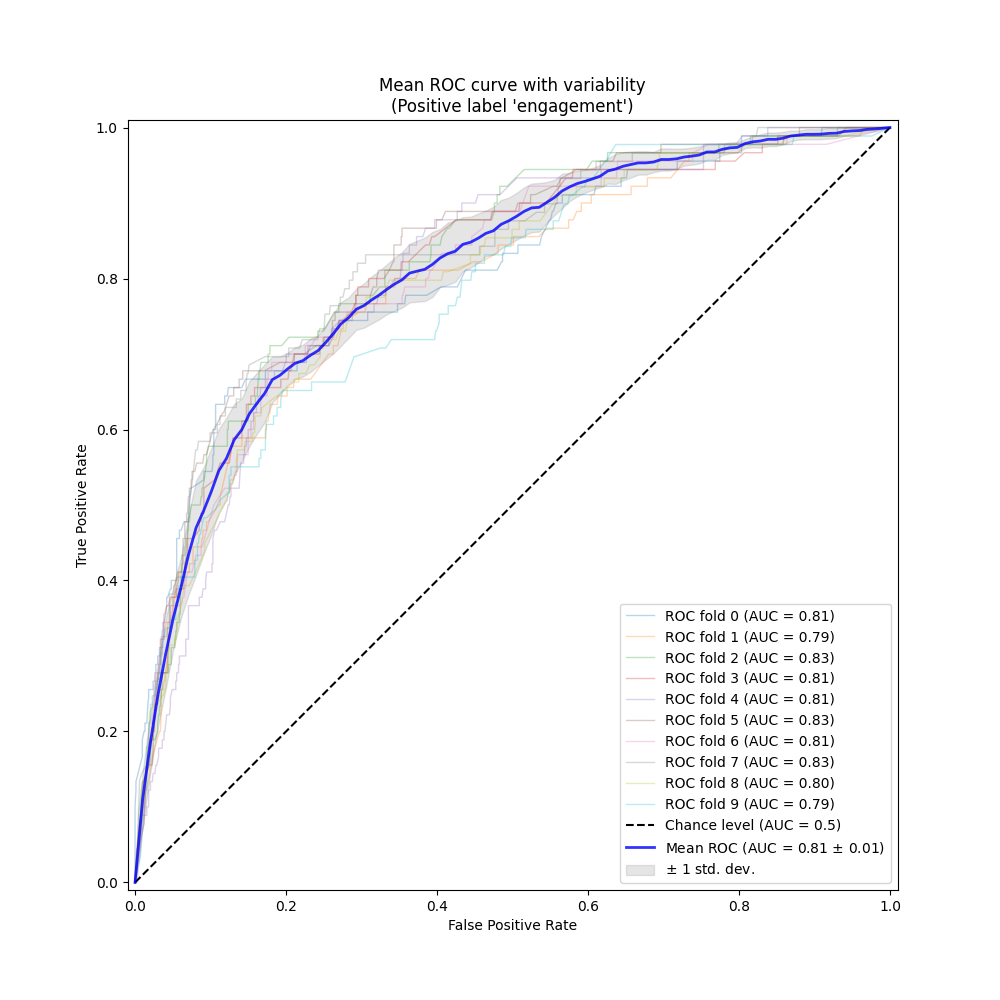 Mean ROC curve with variability
(Positive label 'engagement')
1.0
0.8
0.6
0.4
0.2
0.0
True Positive Rate
0.0 0.2 0.4 0.6 0.8 1.0
False Positive Rate
ROC fold 0 (AUC = 0.81)
ROC fold 1 (AUC = 0.79)
ROC fold 2 (AUC = 0.83)
ROC fold 3 (AUC = 0.81)
ROC fold 4 (AUC = 0.81)
ROC fold 5 (AUC = 0.83)
ROC fold 6 (AUC = 0.81)
ROC fold 7 (AUC = 0.83)
ROC fold 8 (AUC = 0.80)
ROC fold 9 (AUC = 0.79)
Chance level (AUC = 0.5)
Mean ROC (AUC = 0.81 ± 0.01)
± 1 std. dev.